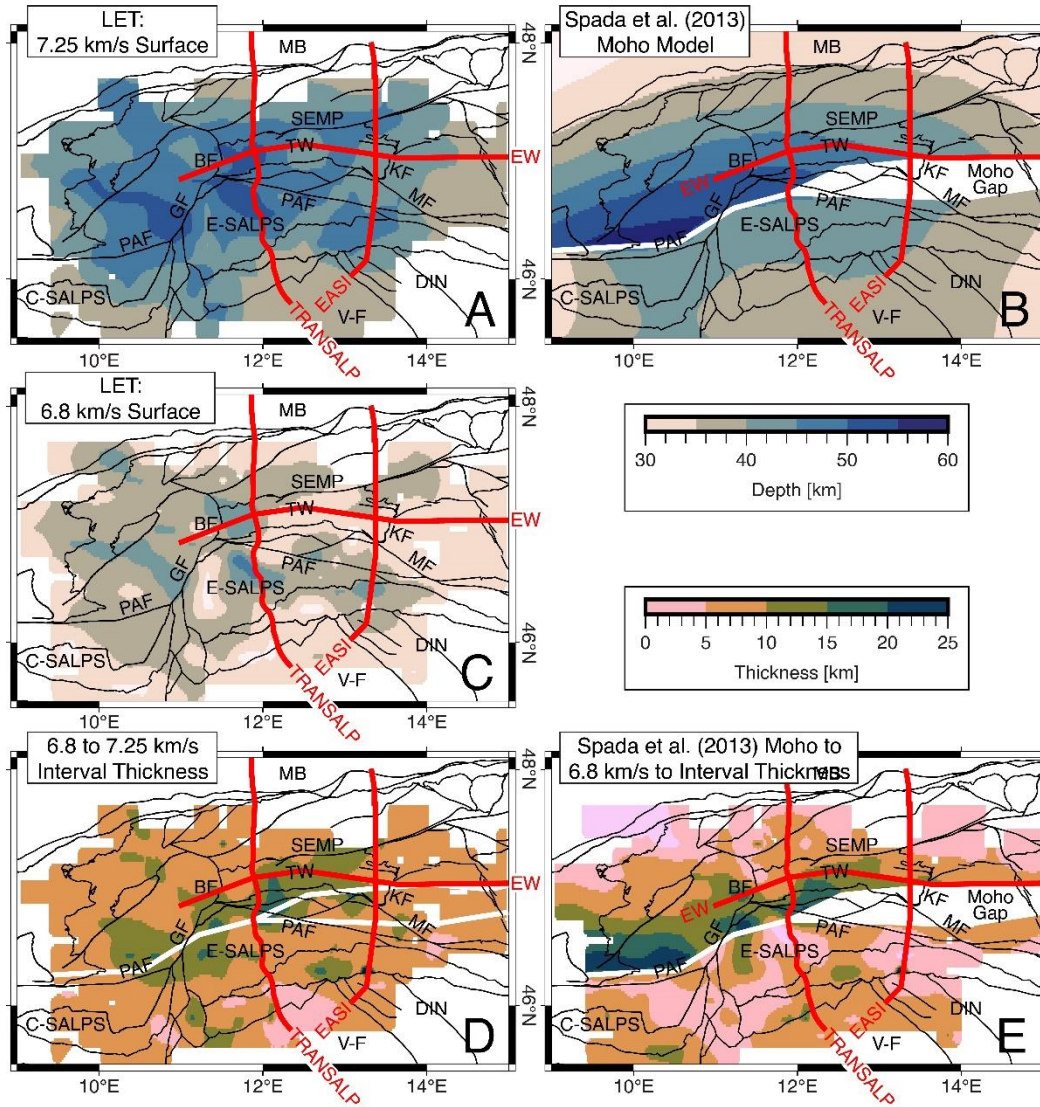 LET:
7.25 km/s Surface
MB
SEMP
TW
BF
EW
KF
GF
PAF
MF
PAF
E-SALPS
C-SALPS
DIN
V-F
EASI
TRANSALP
A
10°E
12°E
14°E
48°N
46°N
Spada et al. (2013)
Moho Model
MB
SEMP
TW
BF
EW
KF
Moho
Gap
GF
PAF
MF
PAF
E-SALPS
C-SALPS
DIN
V-F
EASI
TRANSALP
B
10°E
12°E
14°E
LET:
6.8 km/s Surface
MB
SEMP
TW
BF
EW
KF
GF
PAF
MF
PAF
E-SALPS
C-SALPS
DIN
V-F
EASI
TRANSALP
C
10°E
12°E
14°E
48°N
46°N
30 40 50 60
Depth [km]
0 5 10 15 20 25
Thickness [km]
6.8 to 7.25 km/s
Interval Thickness
MB
SEMP
TW
BF
EW
KF
GF
PAF
MF
PAF
E-SALPS
C-SALPS
DIN
V-F
EASI
TRANSALP
D
10°E
12°E
14°E
48°N
46°N
Spada et al. (2013) Moho to
6.8 km/s to Interval Thickness
MB
SEMP
TW
BF
EW
KF
Moho
Gap
GF
PAF
MF
PAF
E-SALPS
C-SALPS
DIN
V-F
EASI
TRANSALP
E
10°E
12°E
14°E